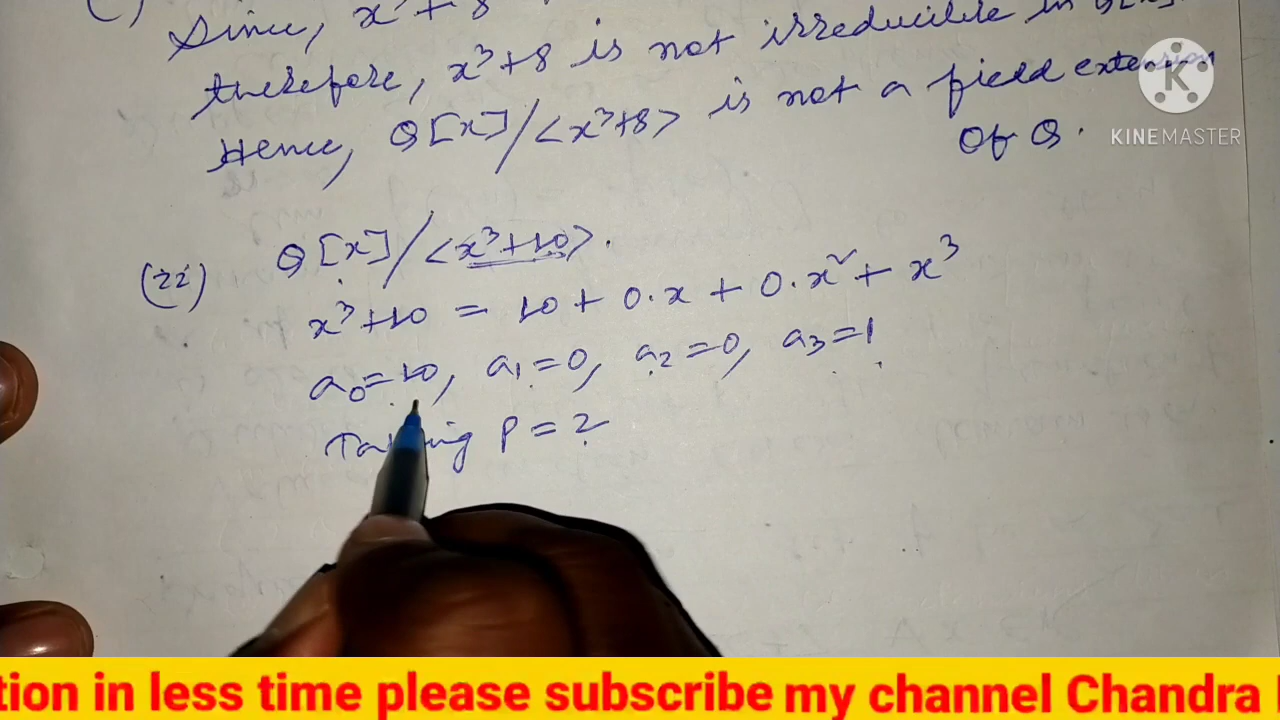 Since, x³+8
therefore, x³+8 is not irreducible in
Hence, Q[x]/<x³+8> is not a field extension
of Q.
KINEMASTER
(ii) Q[x]/<x³+10>.
x³+10 = 10+0.x+0.x²+x³
a₀=10, a₁=0, a₂=0, a₃=1
Taking P=2
tion in less time please subscribe my channel Chandra